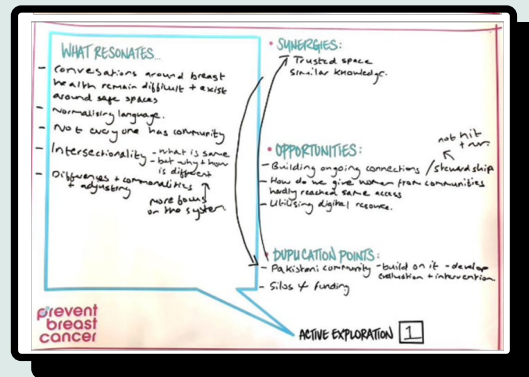 WHAT RESONATES...
- Conversations around breast
health remain difficult + exist
around safe spaces
- Normalising language.
- Not everyone has community
- Intersectionality - what is same
- but why + how
is different
- Differences + commonalities
+ adjusting
more focus
on the system
• SYNERGIES:
Trusted space
similar knowledge.
• OPPORTUNITIES:
not hit
+ run
- Building ongoing connections / stewardship
- How do we give women from communities
hardly reached same access
- Utilising digital resource.
• DUPLICATION POINTS:
- Pakistani community - build on it - develop
evaluation + intervention
- Silos & funding
prevent
breast
cancer
ACTIVE EXPLORATION 1